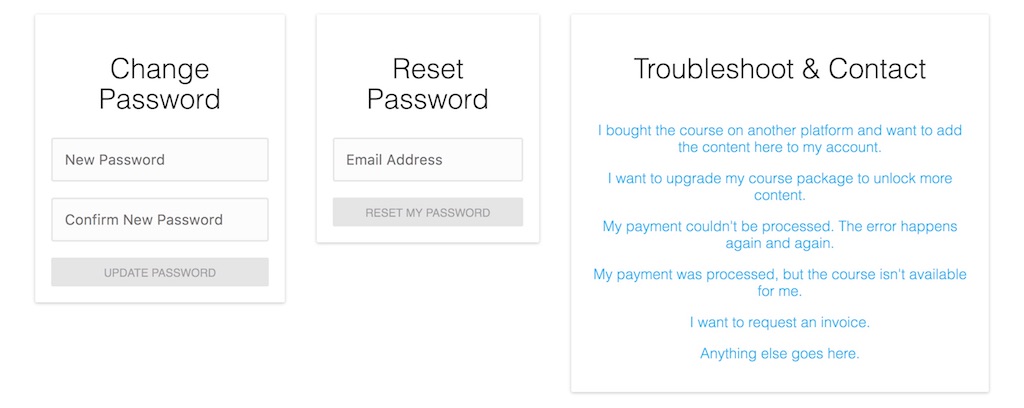 Change
Password
New Password
Confirm New Password
UPDATE PASSWORD
Reset
Password
Email Address
RESET MY PASSWORD
Troubleshoot & Contact
I bought the course on another platform and want to add
the content here to my account.
I want to upgrade my course package to unlock more
content.
My payment couldn't be processed. The error happens
again and again.
My payment was processed, but the course isn't available
for me.
I want to request an invoice.
Anything else goes here.